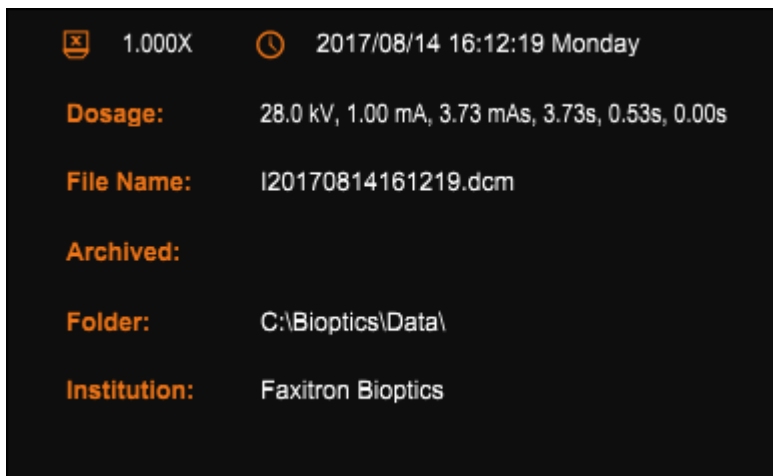 1.000X 2017/08/14 16:12:19 Monday
Dosage: 28.0 kV, 1.00 mA, 3.73 mAs, 3.73s, 0.53s, 0.00s
File Name: I20170814161219.dcm
Archived:
Folder: C:\Bioptics\Data\
Institution: Faxitron Bioptics